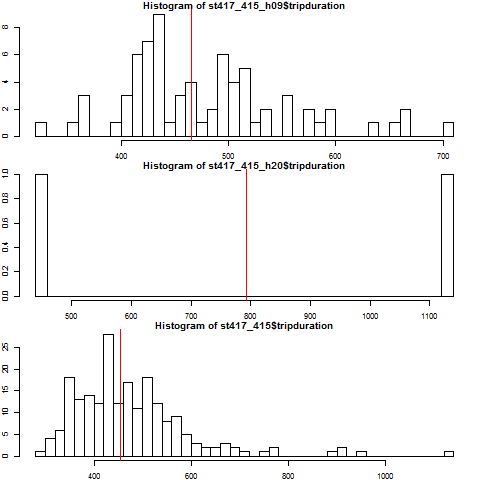 Histogram of st417_415_h09$tripduration
8
6
4
2
0
400 500 600 700
Histogram of st417_415_h20$tripduration
1.0
0.8
0.6
0.4
0.2
0.0
500 600 700 800 900 1000 1100
Histogram of st417_415$tripduration
25
20
15
10
5
0
400 600 800 1000